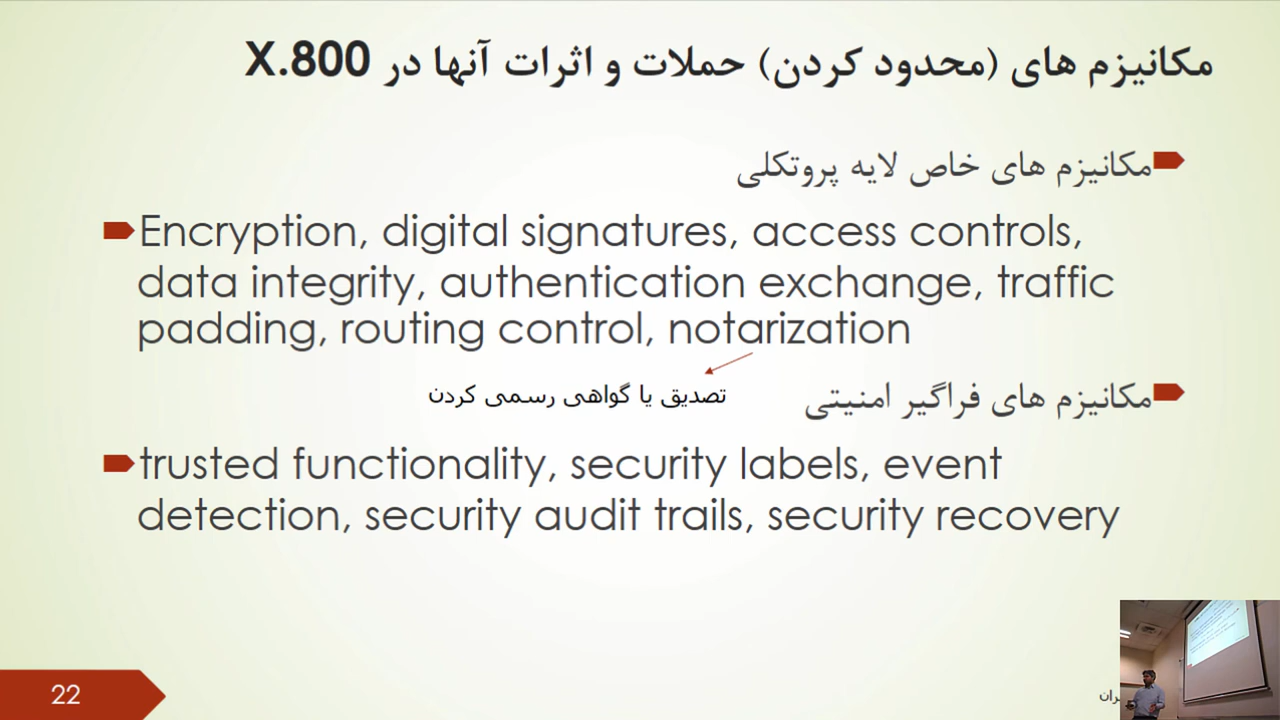 مکانیزم های (محدود کردن) حملات و اثرات آنها در X.800
مکانیزم های خاص لایه پروتکلی
Encryption, digital signatures, access controls,
data integrity, authentication exchange, traffic
padding, routing control, notarization
تصدیق یا گواهی رسمی کردن
مکانیزم های فراگیر امنیتی
trusted functionality, security labels, event
detection, security audit trails, security recovery
22